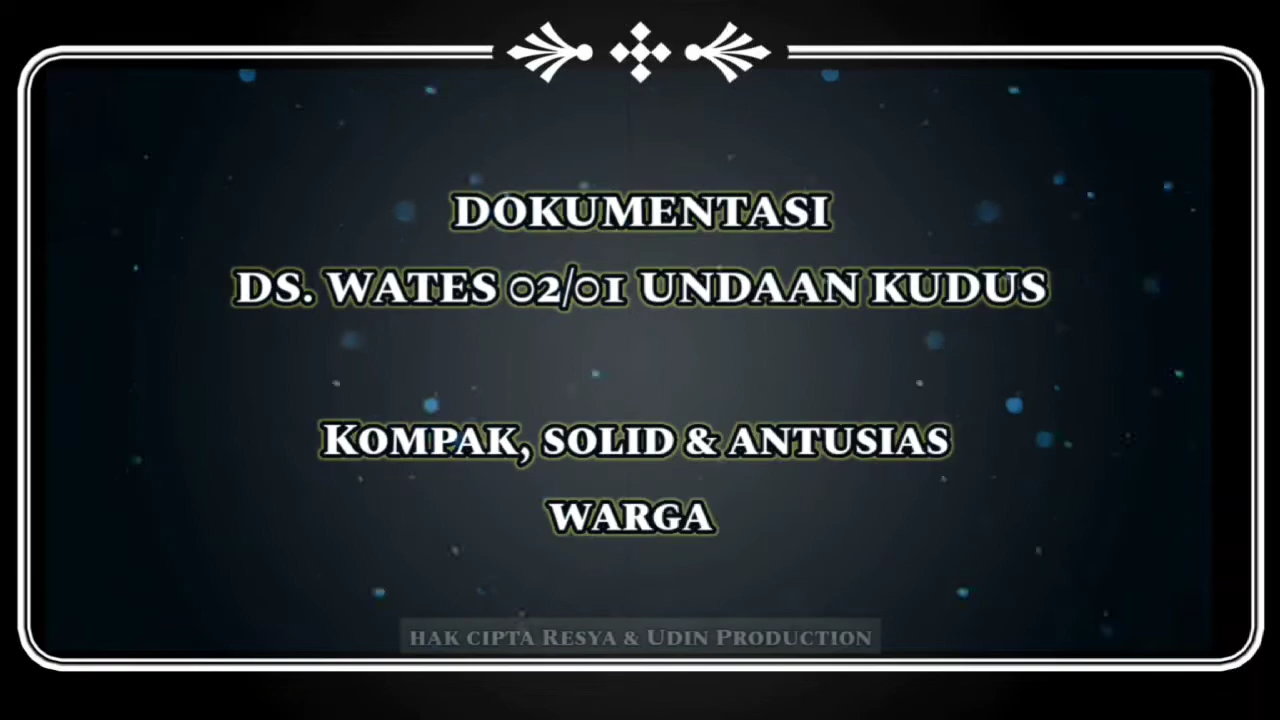 DOKUMENTASI
DS. WATES 02/01 UNDAAN KUDUS
KOMPAK, SOLID & ANTUSIAS
WARGA
HAK CIPTA RESYA & UDIN PRODUCTION